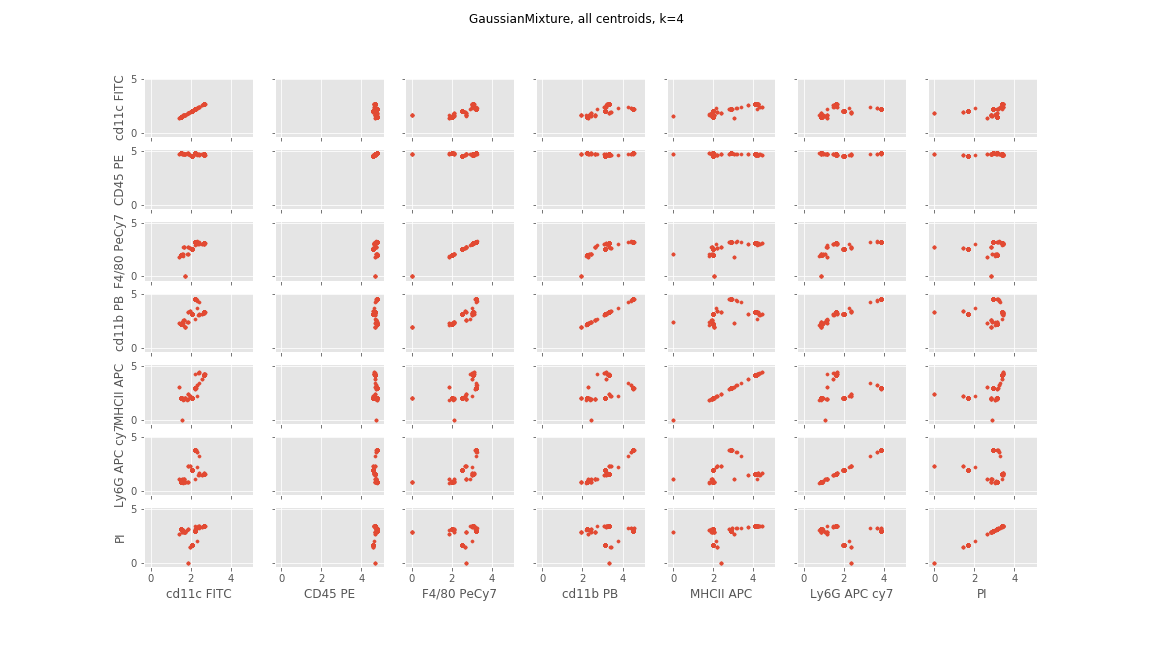 GaussianMixture, all centroids, k=4
5
0
cd11c FITC
5
0
CD45 PE
5
0
F4/80 PeCy7
5
0
cd11b PB
5
0
MHCII APC
5
0
Ly6G APC cy7
5
0
PI
0 2 4 0 2 4 0 2 4 0 2 4 0 2 4 0 2 4 0 2 4
cd11c FITC CD45 PE F4/80 PeCy7 cd11b PB MHCII APC Ly6G APC cy7 PI